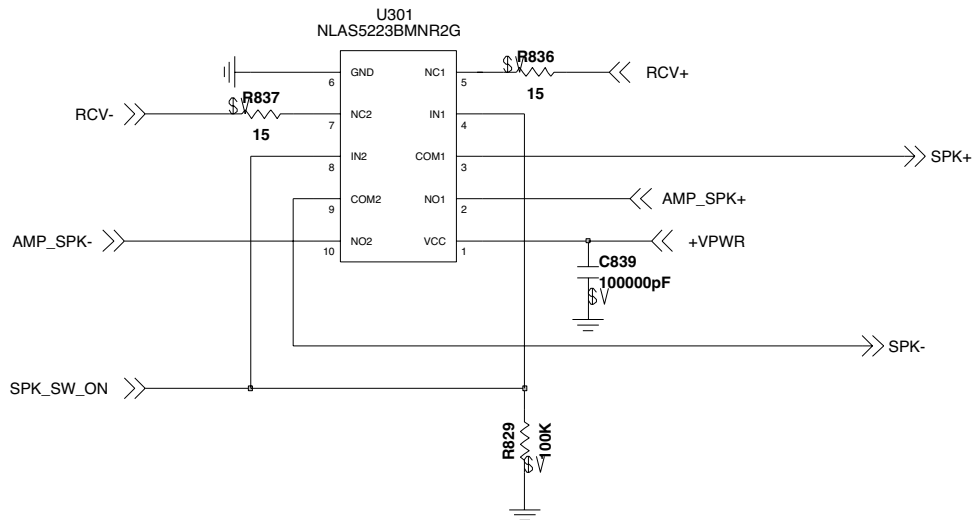 U301
NLAS5223BMNR2G
$V R836
GND NC1
6 5
RCV+
15
$V R837
RCV-
NC2 IN1
7 4
15
IN2 COM1
8 3
SPK+
COM2 NO1
9 2
AMP_SPK+
AMP_SPK-
NO2 VCC
10 1
+VPWR
C839
100000pF
$V
SPK-
SPK_SW_ON
R829
100K
$V